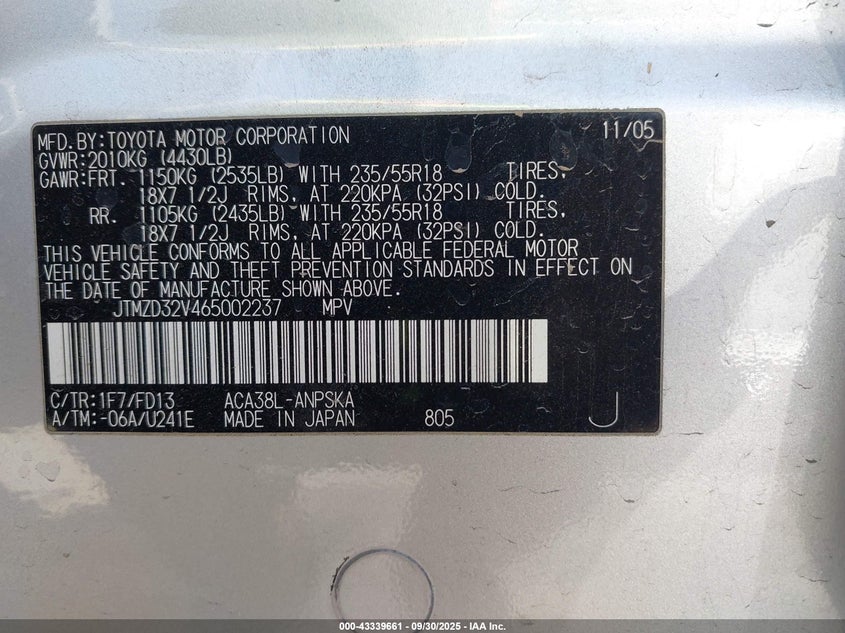 MFD.BY:TOYOTA MOTOR CORPORATION 11/05
GVWR:2010KG (4430LB)
GAWR:FRT. 1150KG (2535LB) WITH 235/55R18 TIRES,
18X7 1/2J RIMS, AT 220KPA (32PSI) COLD.
RR. 1105KG (2435LB) WITH 235/55R18 TIRES,
18X7 1/2J RIMS, AT 220KPA (32PSI) COLD.
THIS VEHICLE CONFORMS TO ALL APPLICABLE FEDERAL MOTOR
VEHICLE SAFETY AND THEFT PREVENTION STANDARDS IN EFFECT ON
THE DATE OF MANUFACTURE SHOWN ABOVE.
JTMZD32V465002237 MPV
C/TR:1F7/FD13 ACA38L-ANPSKA
A/TM:-06A/U241E MADE IN JAPAN 805 J
000-43339661 - 09/30/2025 - IAA Inc.